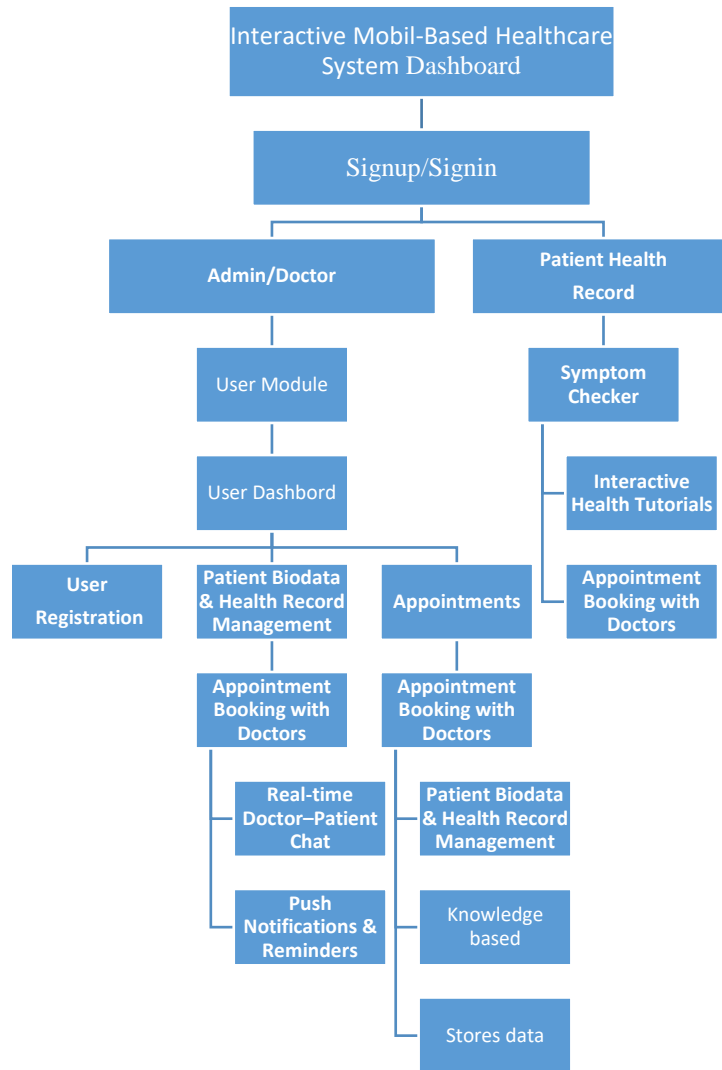 Interactive Mobil-Based Healthcare
System Dashboard
Signup/Signin
Admin/Doctor
Patient Health
Record
User Module
Symptom
Checker
User Dashbord
Interactive
Health Tutorials
User
Registration
Patient Biodata
& Health Record
Management
Appointments
Appointment
Booking with
Doctors
Appointment
Booking with
Doctors
Appointment
Booking with
Doctors
Real-time
Doctor–Patient
Chat
Patient Biodata
& Health Record
Management
Push
Notifications &
Reminders
Knowledge
based
Stores data